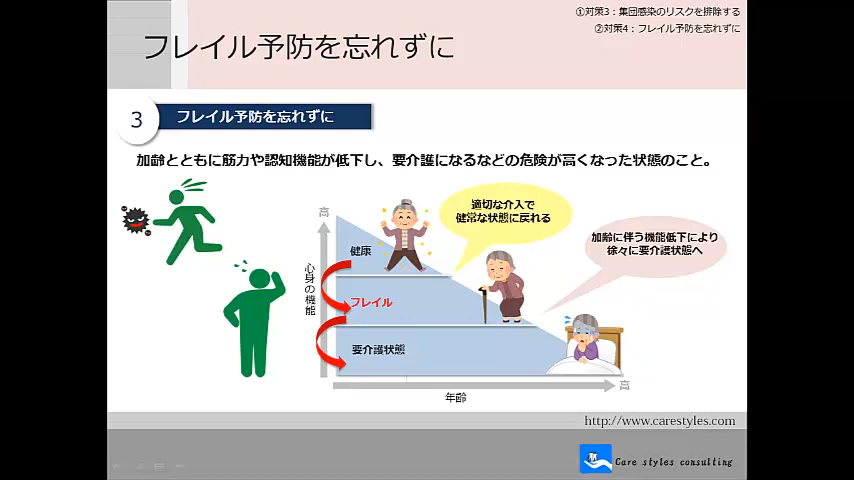 ①対策3：集団感染のリスクを排除する
②対策4：フレイル予防を忘れずに
フレイル予防を忘れずに
3
フレイル予防を忘れずに
加齢とともに筋力や認知機能が低下し、要介護になるなどの危険が高くなった状態のこと。
適切な介入で
健常な状態に戻れる
加齢に伴う機能低下により
徐々に要介護状態へ
高
健康
心身の機能
フレイル
要介護状態
高
年齢
http://www.carestyles.com
Care styles consulting